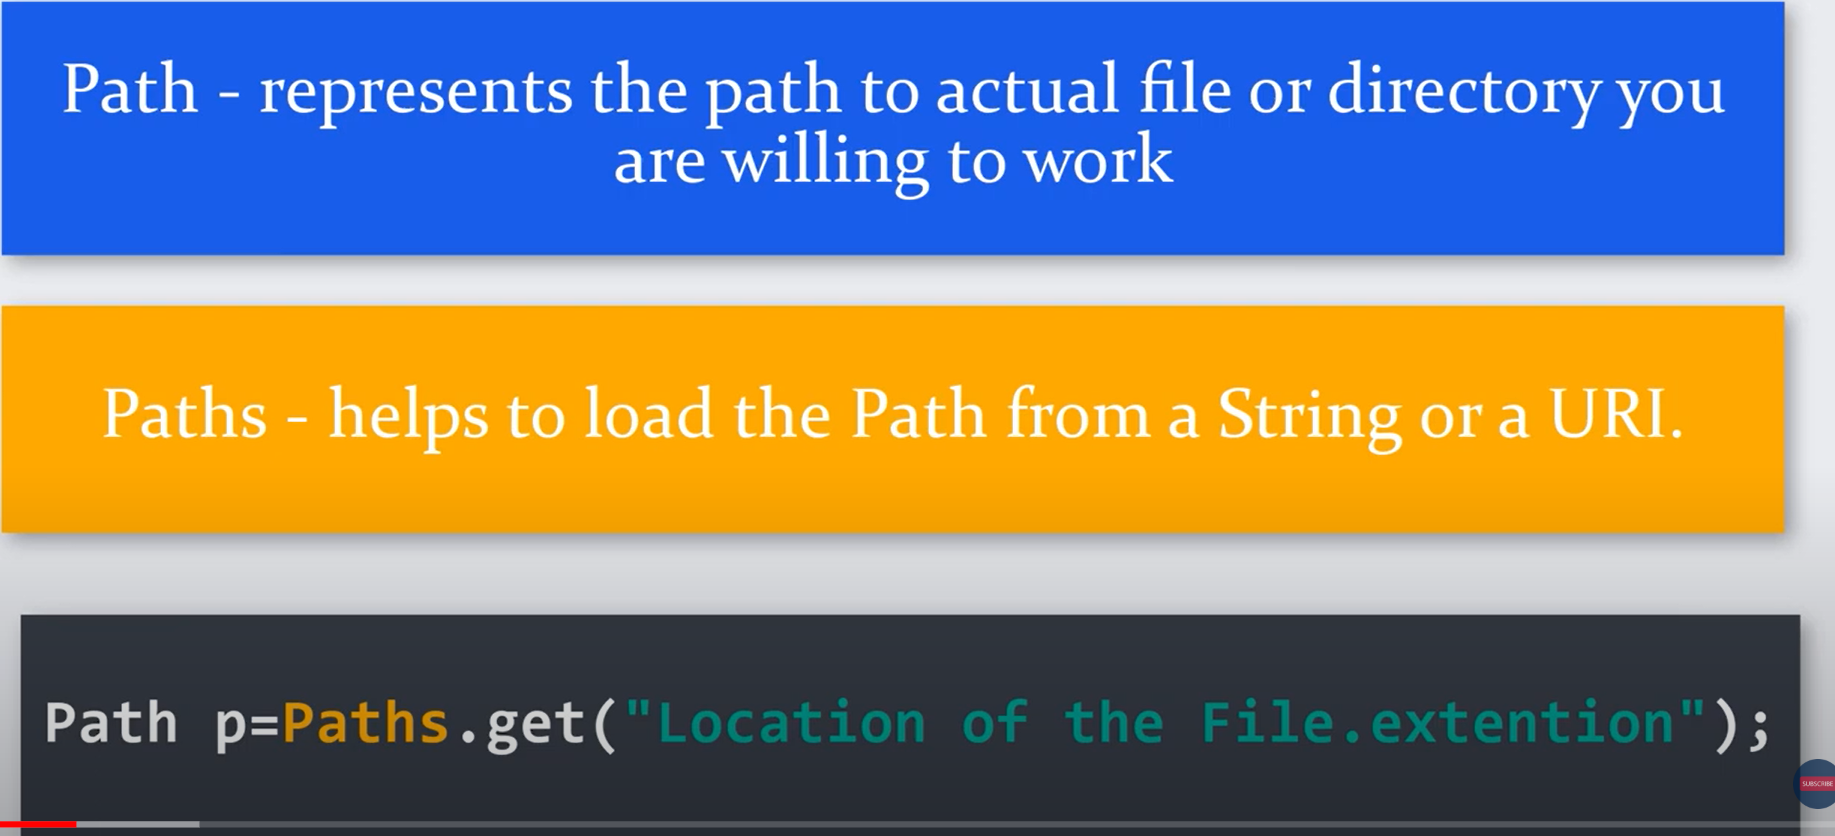 Path - represents the path to actual file or directory you
are willing to work
Paths - helps to load the Path from a String or a URI.
Path p=Paths.get("Location of the File.extention");
SUBSCRIBE